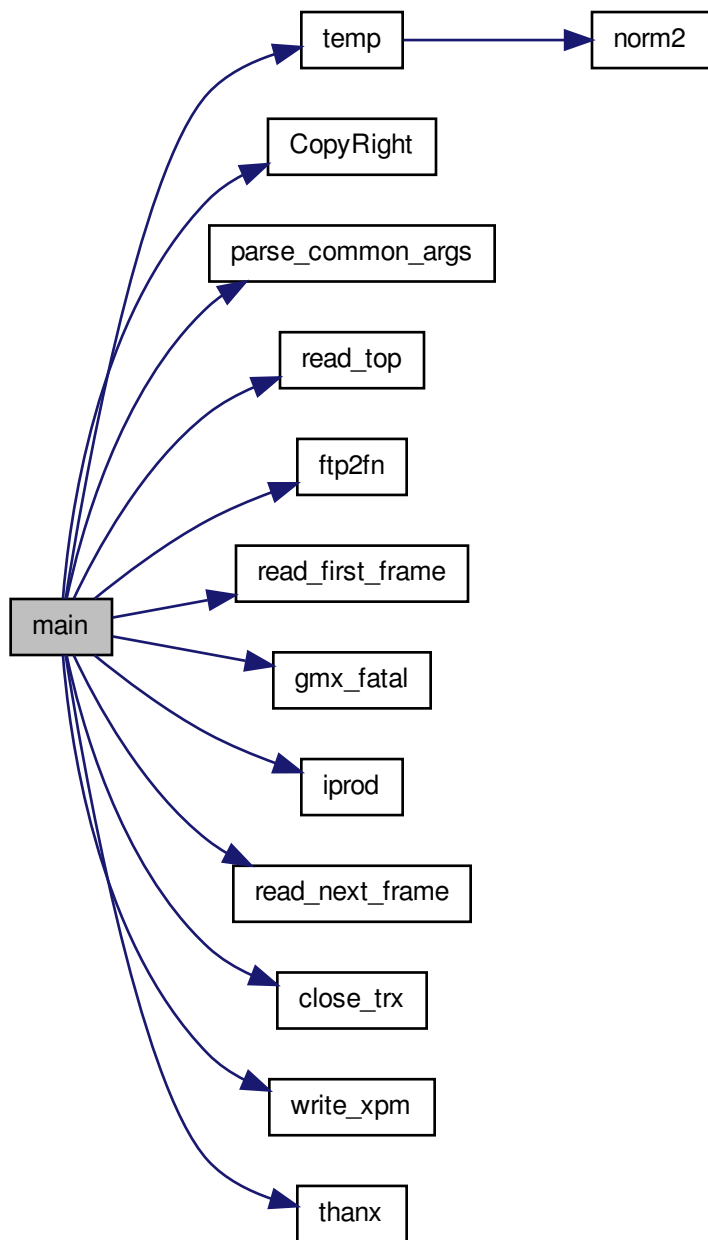 temp
norm2
CopyRight
parse_common_args
read_top
ftp2fn
read_first_frame
main
gmx_fatal
iprod
read_next_frame
close_trx
write_xpm
thanx